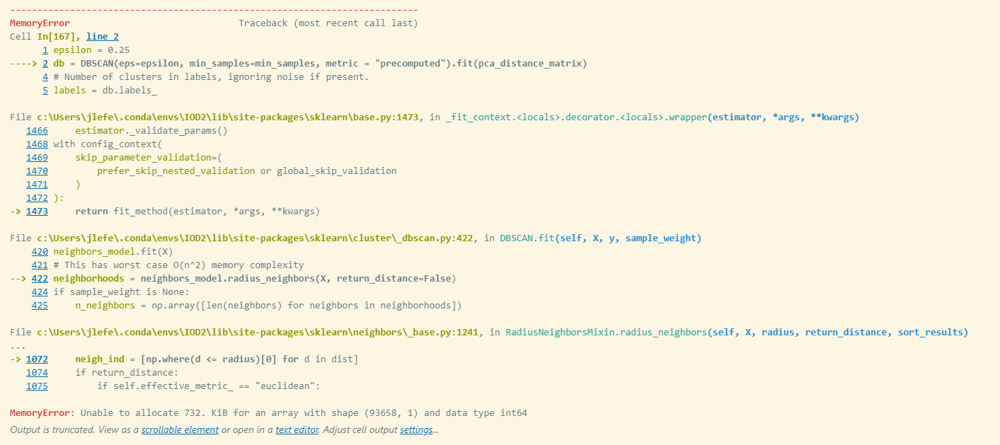 ---------------------------------------------------------------------------
MemoryError                               Traceback (most recent call last)
Cell In[167], line 2
      1 epsilon = 0.25
----> 2 db = DBSCAN(eps=epsilon, min_samples=min_samples, metric = "precomputed").fit(pca_distance_matrix)
      4 # Number of clusters in labels, ignoring noise if present.
      5 labels = db.labels_

File c:\Users\jlefe\.conda\envs\IOD2\lib\site-packages\sklearn\base.py:1473, in _fit_context.<locals>.decorator.<locals>.wrapper(estimator, *args, **kwargs)
   1466     estimator._validate_params()
   1468 with config_context(
   1469     skip_parameter_validation=(
   1470         prefer_skip_nested_validation or global_skip_validation
   1471     )
   1472 ):
-> 1473     return fit_method(estimator, *args, **kwargs)

File c:\Users\jlefe\.conda\envs\IOD2\lib\site-packages\sklearn\cluster\_dbscan.py:422, in DBSCAN.fit(self, X, y, sample_weight)
    420 neighbors_model.fit(X)
    421 # This has worst case O(n^2) memory complexity
--> 422 neighborhoods = neighbors_model.radius_neighbors(X, return_distance=False)
    424 if sample_weight is None:
    425     n_neighbors = np.array([len(neighbors) for neighbors in neighborhoods])

File c:\Users\jlefe\.conda\envs\IOD2\lib\site-packages\sklearn\neighbors\_base.py:1241, in RadiusNeighborsMixin.radius_neighbors(self, X, radius, return_distance, sort_results)
...
-> 1072     neigh_ind = [np.where(d <= radius)[0] for d in dist]
   1074     if return_distance:
   1075         if self.effective_metric_ == "euclidean":

MemoryError: Unable to allocate 732. KiB for an array with shape (93658, 1) and data type int64
Output is truncated. View as a scrollable element or open in a text editor. Adjust cell output settings...